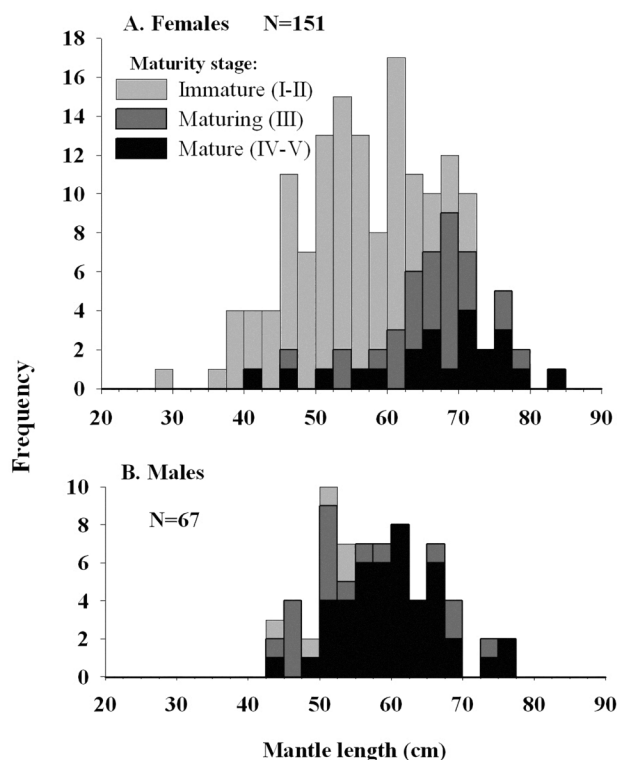 A. Females N=151
18
16
14
12
10
8
6
4
2
0
Maturity stage:
Immature (I-II)
Maturing (III)
Mature (IV-V)
20 30 40 50 60 70 80 90
Frequency
B. Males
N=67
10
8
6
4
2
0
20 30 40 50 60 70 80 90
Mantle length (cm)